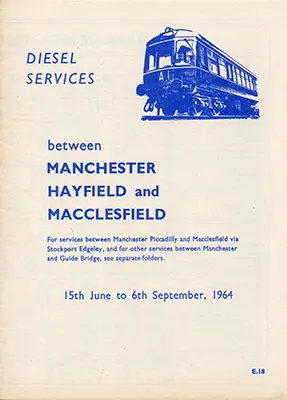 DIESEL
SERVICES
between
MANCHESTER
HAYFIELD and
MACCLESFIELD
For services between Manchester Piccadilly and Macclesfield via
Stockport Edgeley, and for other services between Manchester
and Guide Bridge, see separate folders.
15th June to 6th September, 1964
E.18